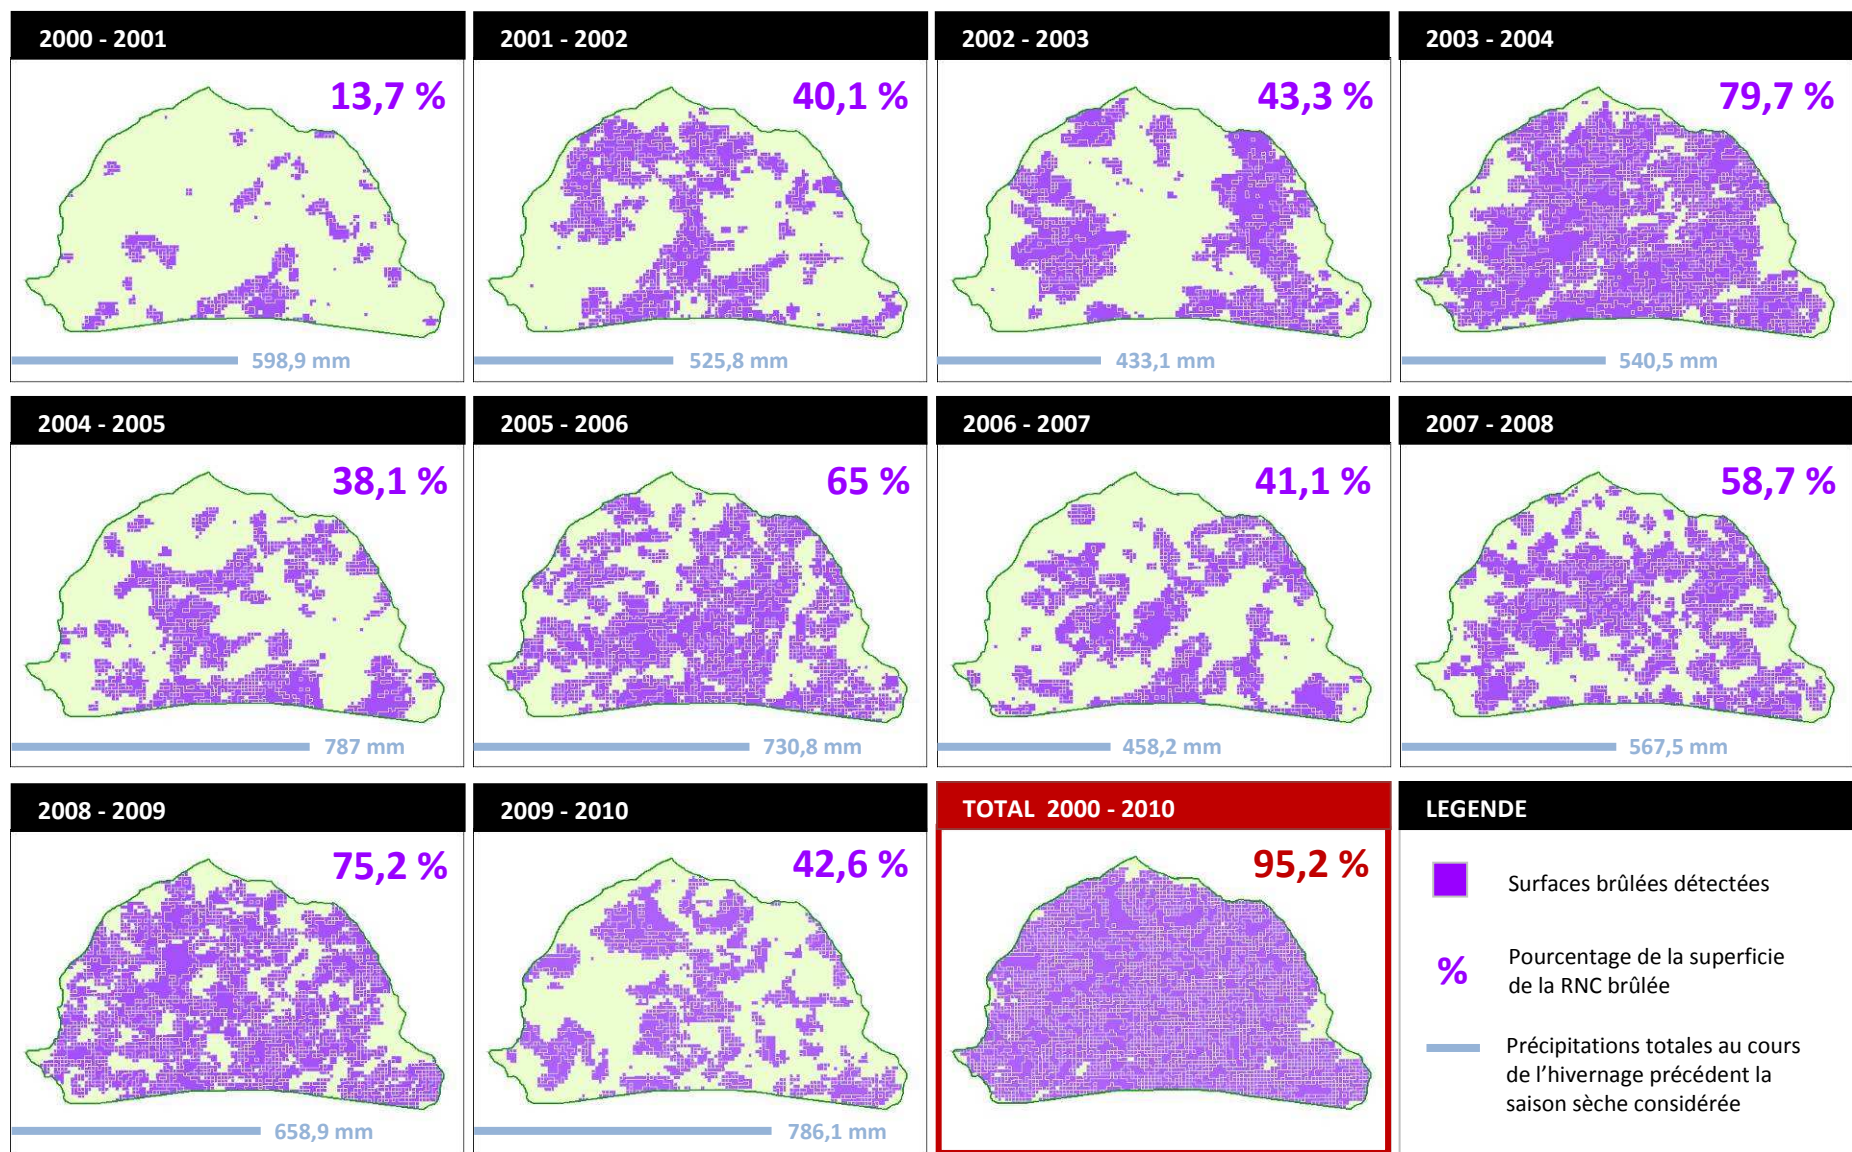 2000 - 2001
13,7 %
598,9 mm
2001 - 2002
40,1 %
525,8 mm
2002 - 2003
43,3 %
433,1 mm
2003 - 2004
79,7 %
540,5 mm
2004 - 2005
38,1 %
787 mm
2005 - 2006
65 %
730,8 mm
2006 - 2007
41,1 %
458,2 mm
2007 - 2008
58,7 %
567,5 mm
2008 - 2009
75,2 %
658,9 mm
2009 - 2010
42,6 %
786,1 mm
TOTAL 2000 - 2010
95,2 %
LEGENDE
Surfaces brûlées détectées
%
Pourcentage de la superficie
de la RNC brûlée
Précipitations totales au cours
de l'hivernage précédent la
saison sèche considérée